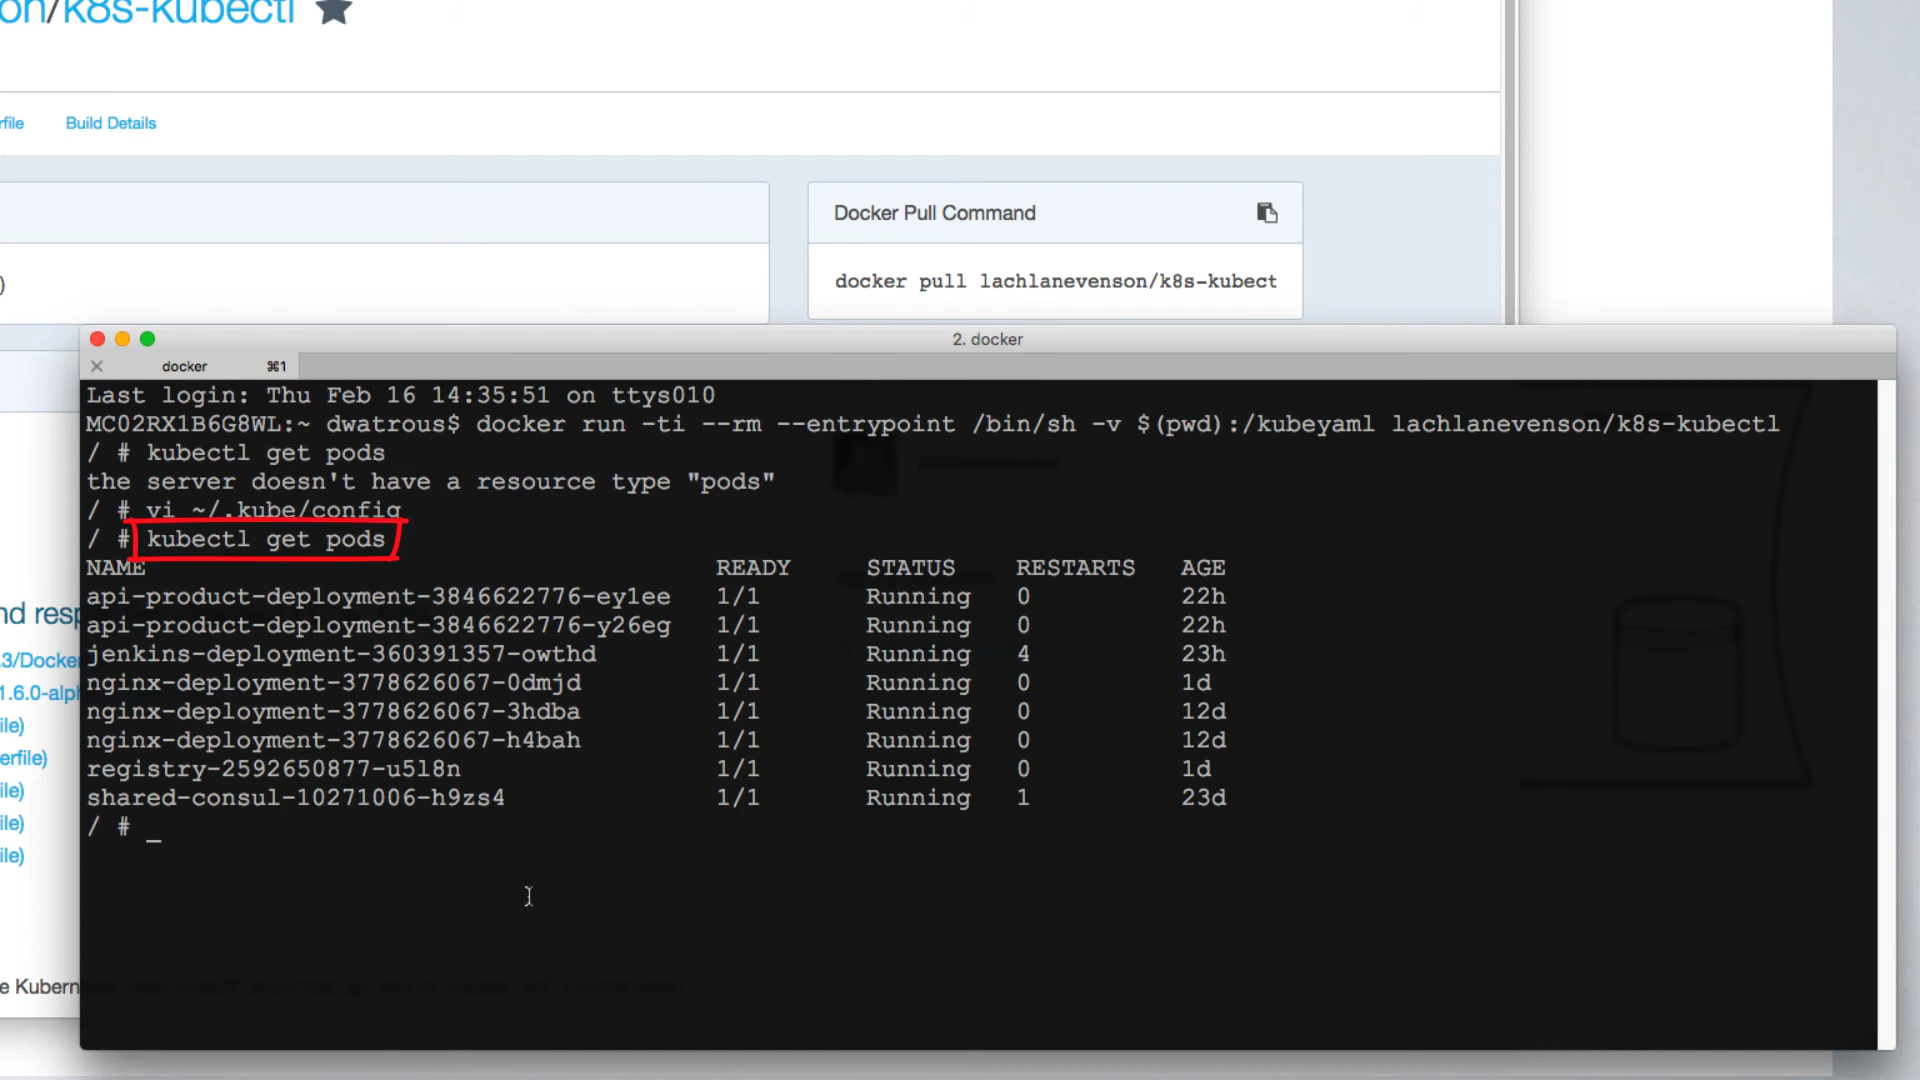 on/k8s-kubectl
rfile
Build Details
Docker Pull Command
)
docker pull lachlanevenson/k8s-kubect
2. docker
docker
⌘1
Last login: Thu Feb 16 14:35:51 on ttys010
MC02RX1B6G8WL:~ dwatrous$ docker run -ti --rm --entrypoint /bin/sh -v $(pwd):/kubeyaml lachlanevenson/k8s-kubectl
/ # kubectl get pods
the server doesn't have a resource type "pods"
/ # vi ~/.kube/config
/ # kubectl get pods
NAME READY STATUS RESTARTS AGE
api-product-deployment-3846622776-ey1ee 1/1 Running 0 22h
api-product-deployment-3846622776-y26eg 1/1 Running 0 22h
jenkins-deployment-360391357-owthd 1/1 Running 4 23h
nginx-deployment-3778626067-0dmjd 1/1 Running 0 1d
nginx-deployment-3778626067-3hdba 1/1 Running 0 12d
nginx-deployment-3778626067-h4bah 1/1 Running 0 12d
registry-2592650877-u5l8n 1/1 Running 0 1d
shared-consul-10271006-h9zs4 1/1 Running 1 23d
/ # _
nd resp
.3/Docker
1.6.0-alph
file)
erfile)
file)
file)
file)
e Kubern